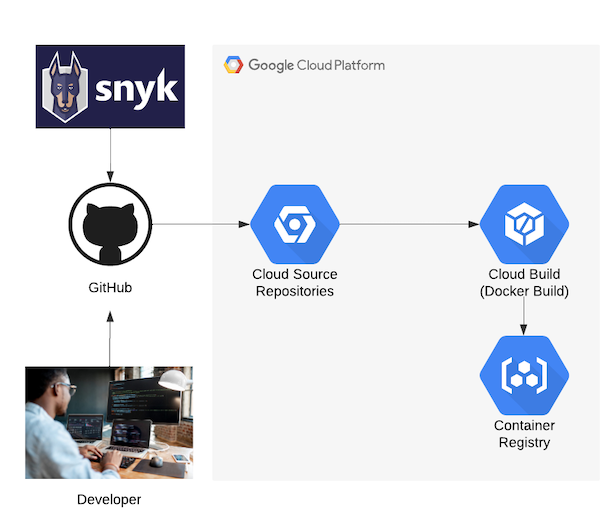 snyk
Google Cloud Platform
GitHub
Cloud Source
Repositories
Cloud Build
(Docker Build)
Container
Registry
Developer